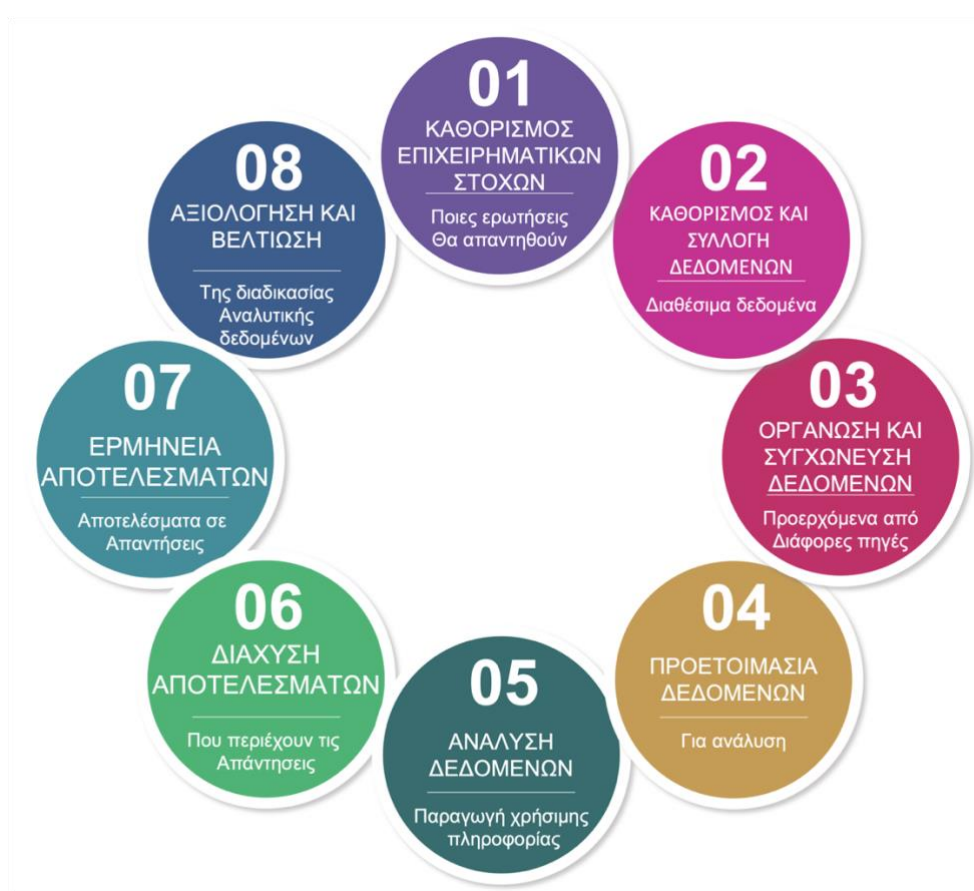 01
ΚΑΘΟΡΙΣΜΟΣ
ΕΠΙΧΕΙΡΗΜΑΤΙΚΩΝ
ΣΤΟΧΩΝ
Ποιες ερωτήσεις
Θα απαντηθούν
02
ΚΑΘΟΡΙΣΜΟΣ ΚΑΙ
ΣΥΛΛΟΓΗ
ΔΕΔΟΜΕΝΩΝ
Διαθέσιμα δεδομένα
03
ΟΡΓΑΝΩΣΗ ΚΑΙ
ΣΥΓΧΩΝΕΥΣΗ
ΔΕΔΟΜΕΝΩΝ
Προερχόμενα από
Διάφορες πηγές
04
ΠΡΟΕΤΟΙΜΑΣΙΑ
ΔΕΔΟΜΕΝΩΝ
Για ανάλυση
05
ΑΝΑΛΥΣΗ
ΔΕΔΟΜΕΝΩΝ
Παραγωγή χρήσιμης
πληροφορίας
06
ΔΙΑΧΥΣΗ
ΑΠΟΤΕΛΕΣΜΑΤΩΝ
Που περιέχουν τις
Απάντησεις
07
ΕΡΜΗΝΕΙΑ
ΑΠΟΤΕΛΕΣΜΑΤΩΝ
Αποτελέσματα σε
Απαντήσεις
08
ΑΞΙΟΛΟΓΗΣΗ ΚΑΙ
ΒΕΛΤΙΩΣΗ
Της διαδικασίας
Αναλυτικής
δεδομένων